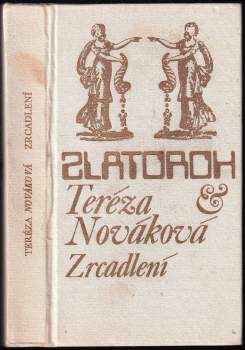 TERÉZA NOVÁKOVÁ ZRCADLENÍ
ZLATOROH
Teréza &
Nováková
Zrcadlení